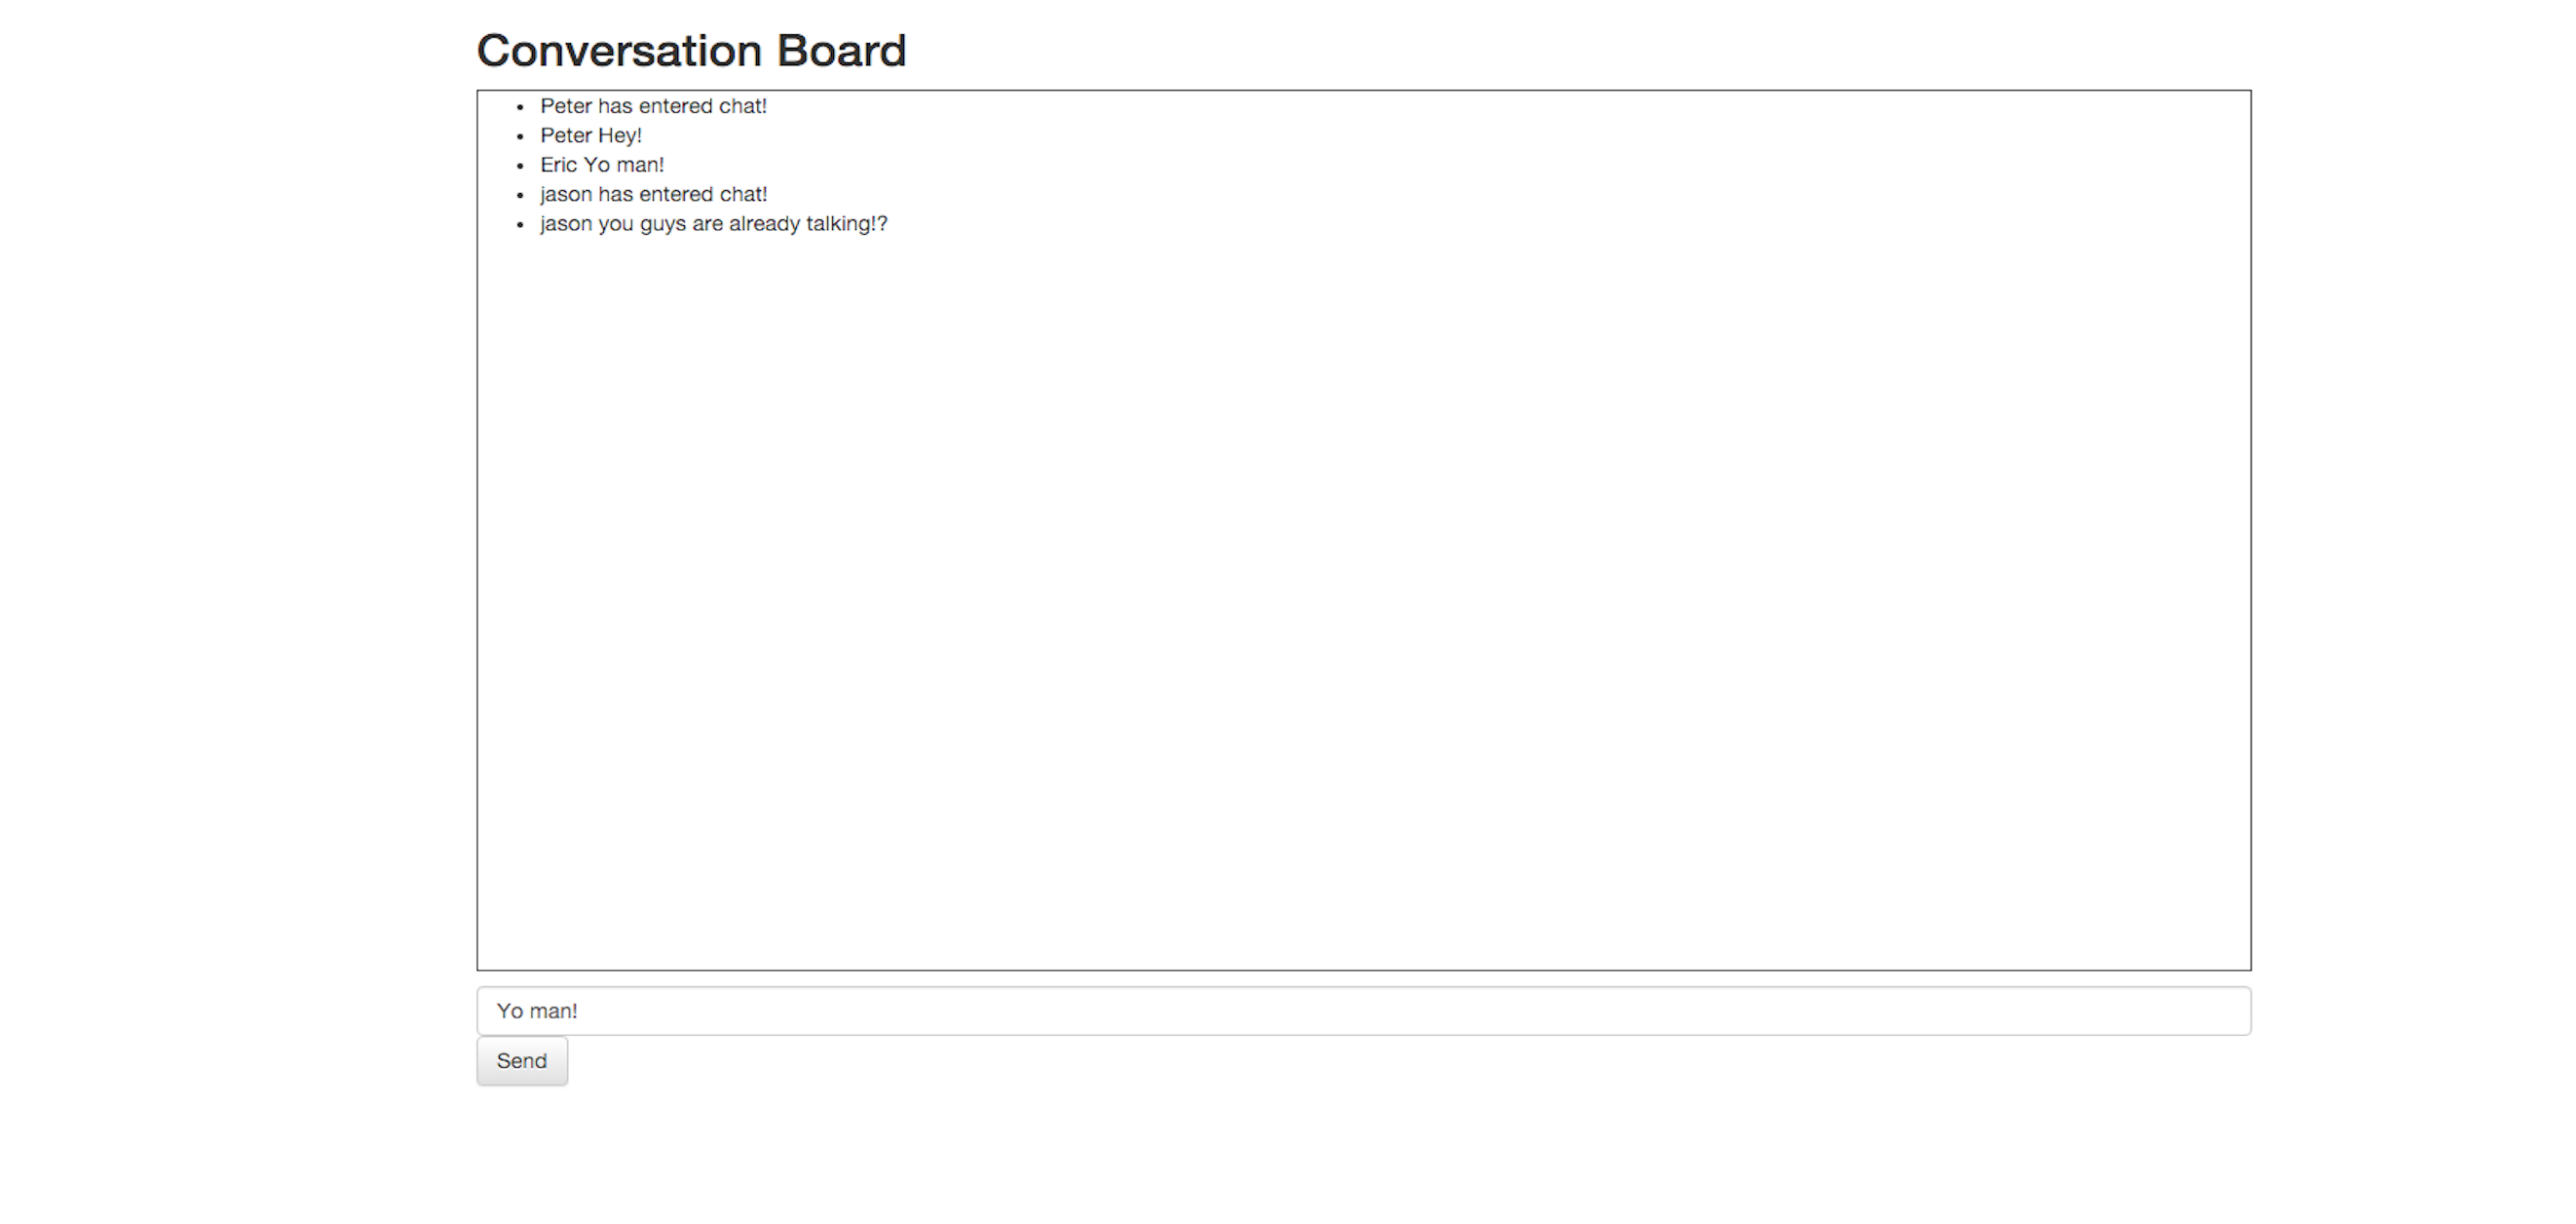 Conversation Board
• Peter has entered chat!
• Peter Hey!
• Eric Yo man!
• jason has entered chat!
• jason you guys are already talking!?
Yo man!
Send